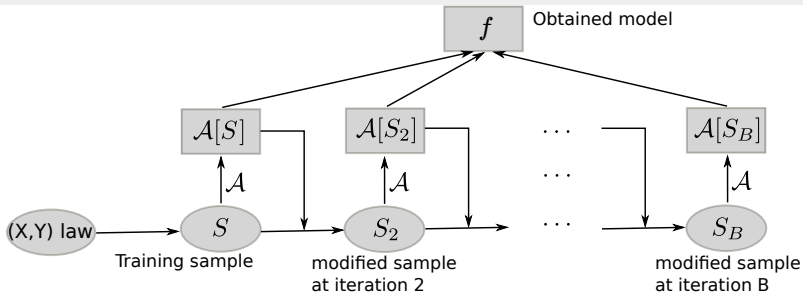 f
Obtained model
𝒜[S]
𝒜[S₂]
...
𝒜[S_B]
𝒜
𝒜
...
𝒜
(X,Y) law
S
S₂
...
S_B
Training sample
modified sample
at iteration 2
modified sample
at iteration B